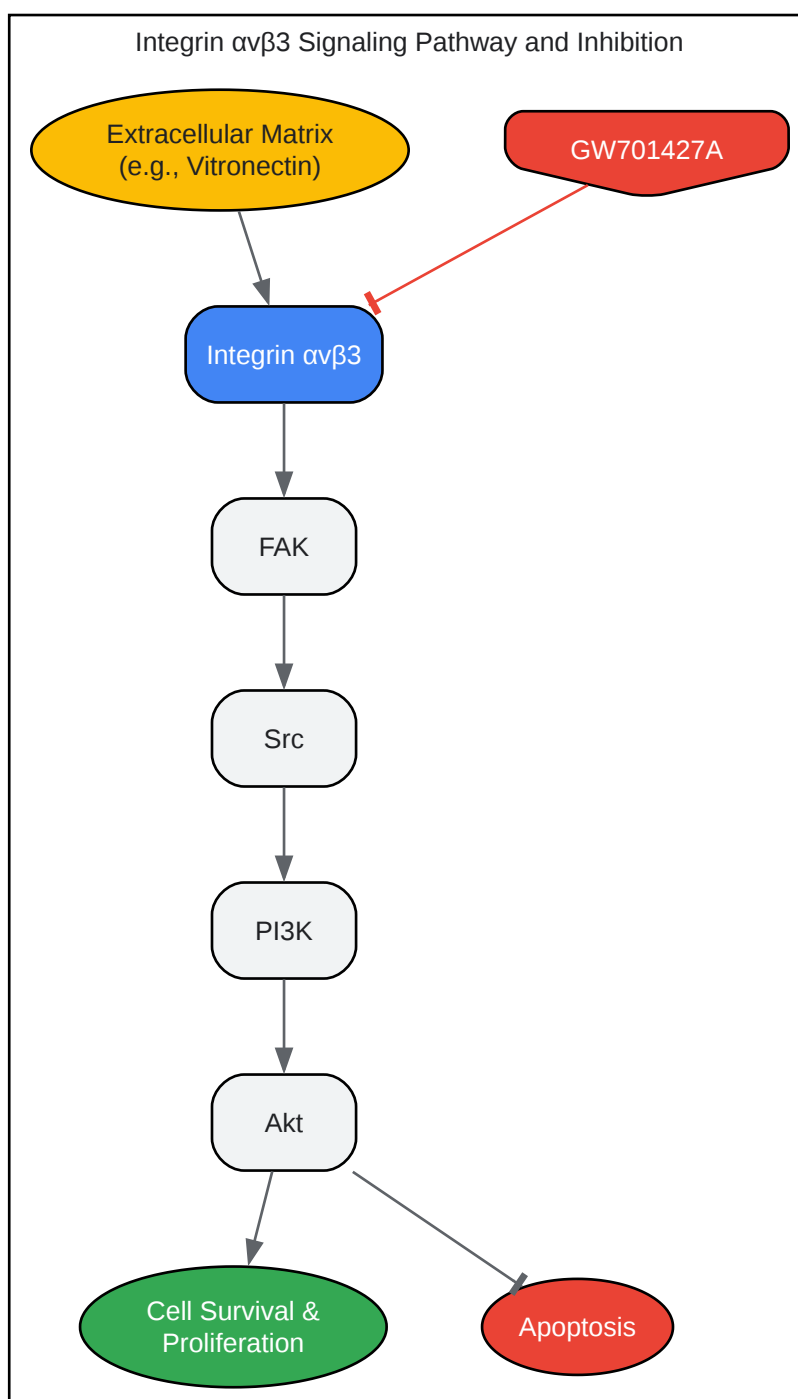 Integrin αvβ3 Signaling Pathway and Inhibition
Extracellular Matrix
(e.g., Vitronectin)
GW701427A
Integrin αvβ3
FAK
Src
PI3K
Akt
Cell Survival &
Proliferation
Apoptosis